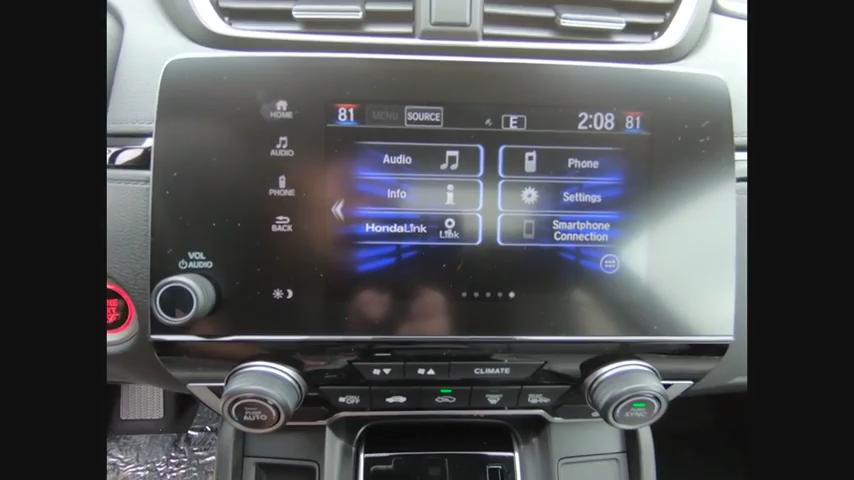 HOME
81 MENU SOURCE E 2:08 81
AUDIO
Audio
Phone
PHONE
Info
Settings
BACK
HondaLink
Link
Smartphone
Connection
VOL
AUDIO
CLIMATE
OFF
AUTO
SYNC